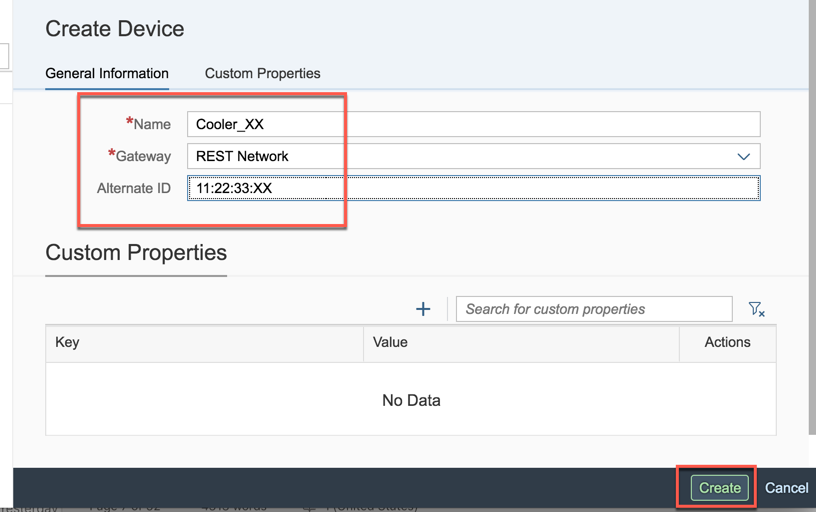 Create Device
General Information Custom Properties
*Name Cooler_XX
*Gateway REST Network
Alternate ID 11:22:33:XX
Custom Properties
+ Search for custom properties
Key Value Actions
No Data
Create Cancel